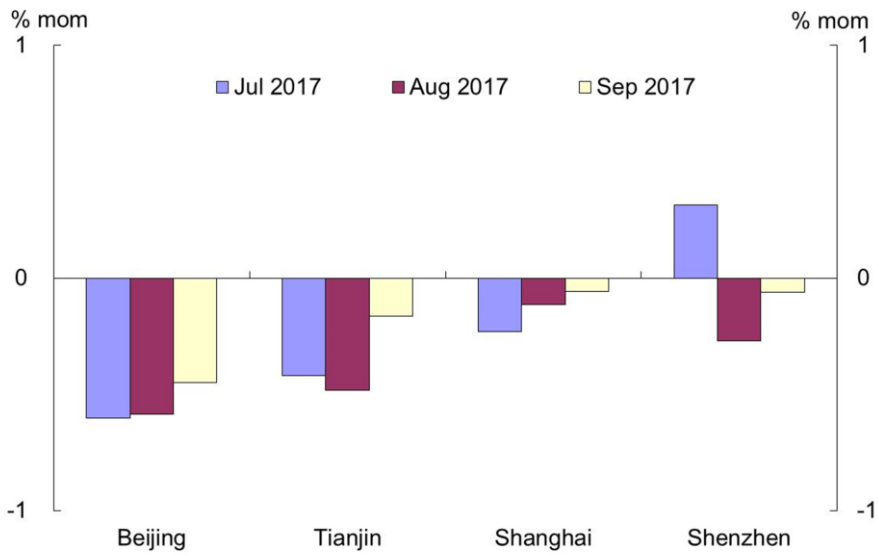 % mom
% mom
1
1
Jul 2017
Aug 2017
Sep 2017
0
0
-1
-1
Beijing
Tianjin
Shanghai
Shenzhen